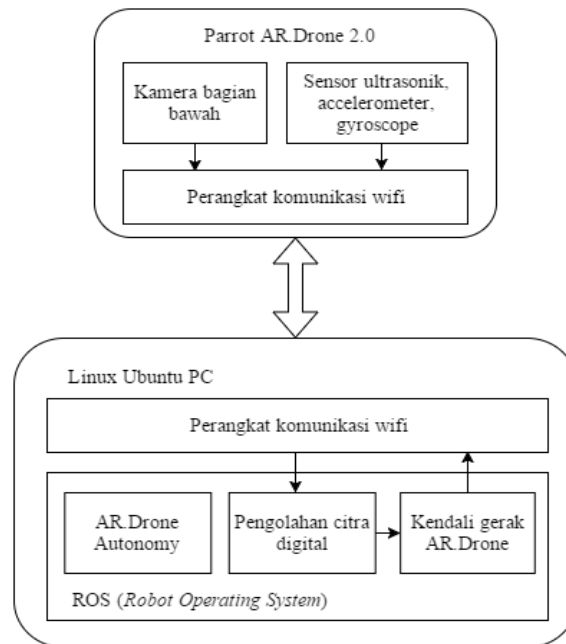 Parrot AR.Drone 2.0
Kamera bagian
bawah
Sensor ultrasonik,
accelerometer,
gyroscope
Perangkat komunikasi wifi
Linux Ubuntu PC
Perangkat komunikasi wifi
AR.Drone
Autonomy
Pengolahan citra
digital
Kendali gerak
AR.Drone
ROS (Robot Operating System)